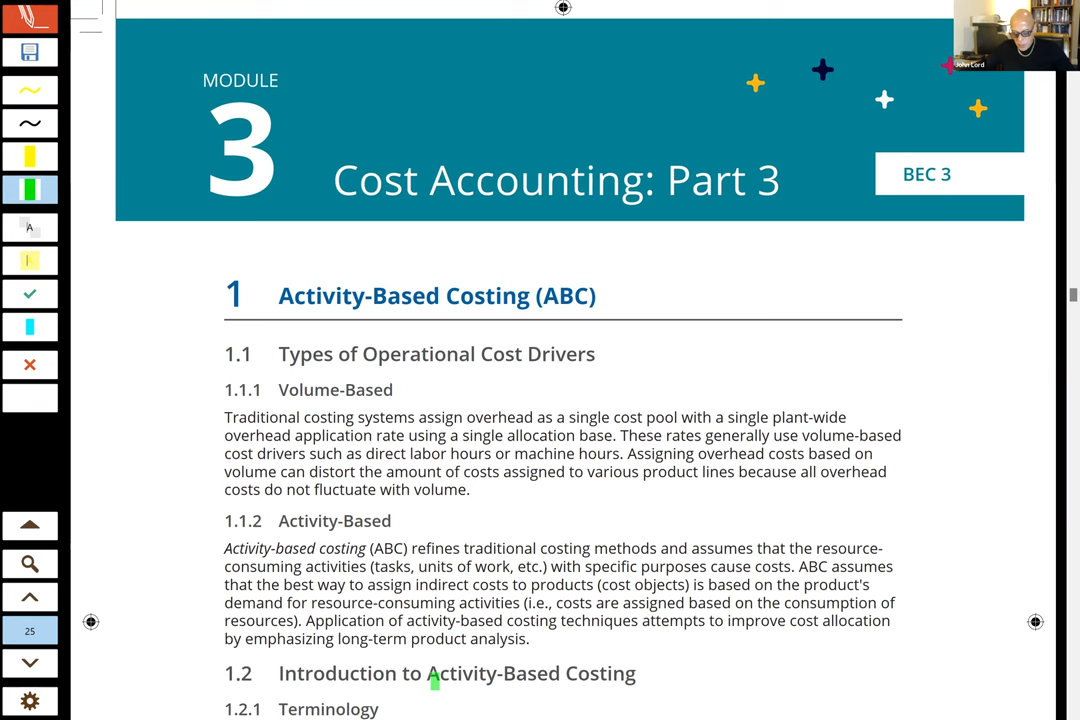 John Lord
MODULE
3
Cost Accounting: Part 3
BEC 3
1 Activity-Based Costing (ABC)
1.1 Types of Operational Cost Drivers
1.1.1 Volume-Based
Traditional costing systems assign overhead as a single cost pool with a single plant-wide
overhead application rate using a single allocation base. These rates generally use volume-based
cost drivers such as direct labor hours or machine hours. Assigning overhead costs based on
volume can distort the amount of costs assigned to various product lines because all overhead
costs do not fluctuate with volume.
1.1.2 Activity-Based
Activity-based costing (ABC) refines traditional costing methods and assumes that the resource-
consuming activities (tasks, units of work, etc.) with specific purposes cause costs. ABC assumes
that the best way to assign indirect costs to products (cost objects) is based on the product's
demand for resource-consuming activities (i.e., costs are assigned based on the consumption of
resources). Application of activity-based costing techniques attempts to improve cost allocation
by emphasizing long-term product analysis.
1.2 Introduction to Activity-Based Costing
1.2.1 Terminology
A
25